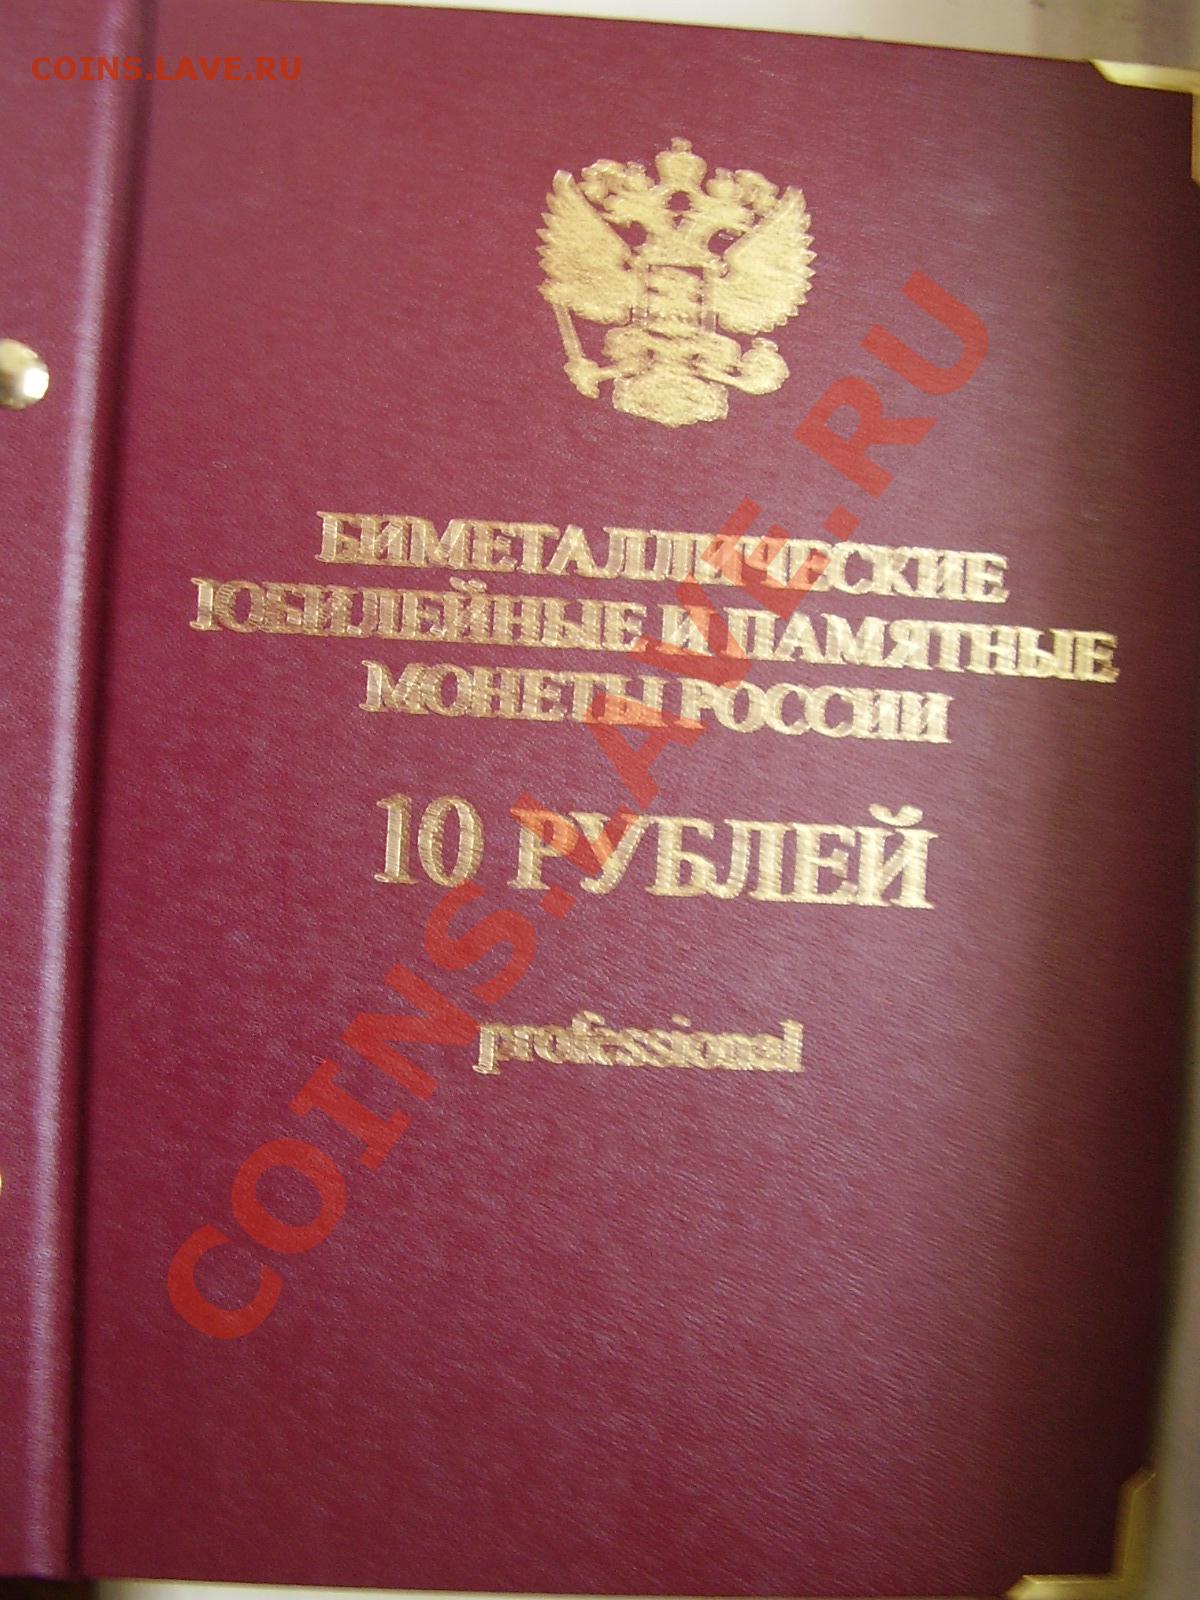 COINS.LAVE.RU
БИМЕТАЛЛИЧЕСКИЕ
ЮБИЛЕЙНЫЕ И ПАМЯТНЫЕ
МОНЕТЫ РОССИИ
10 РУБЛЕЙ
professional
COINS.LAVE.RU